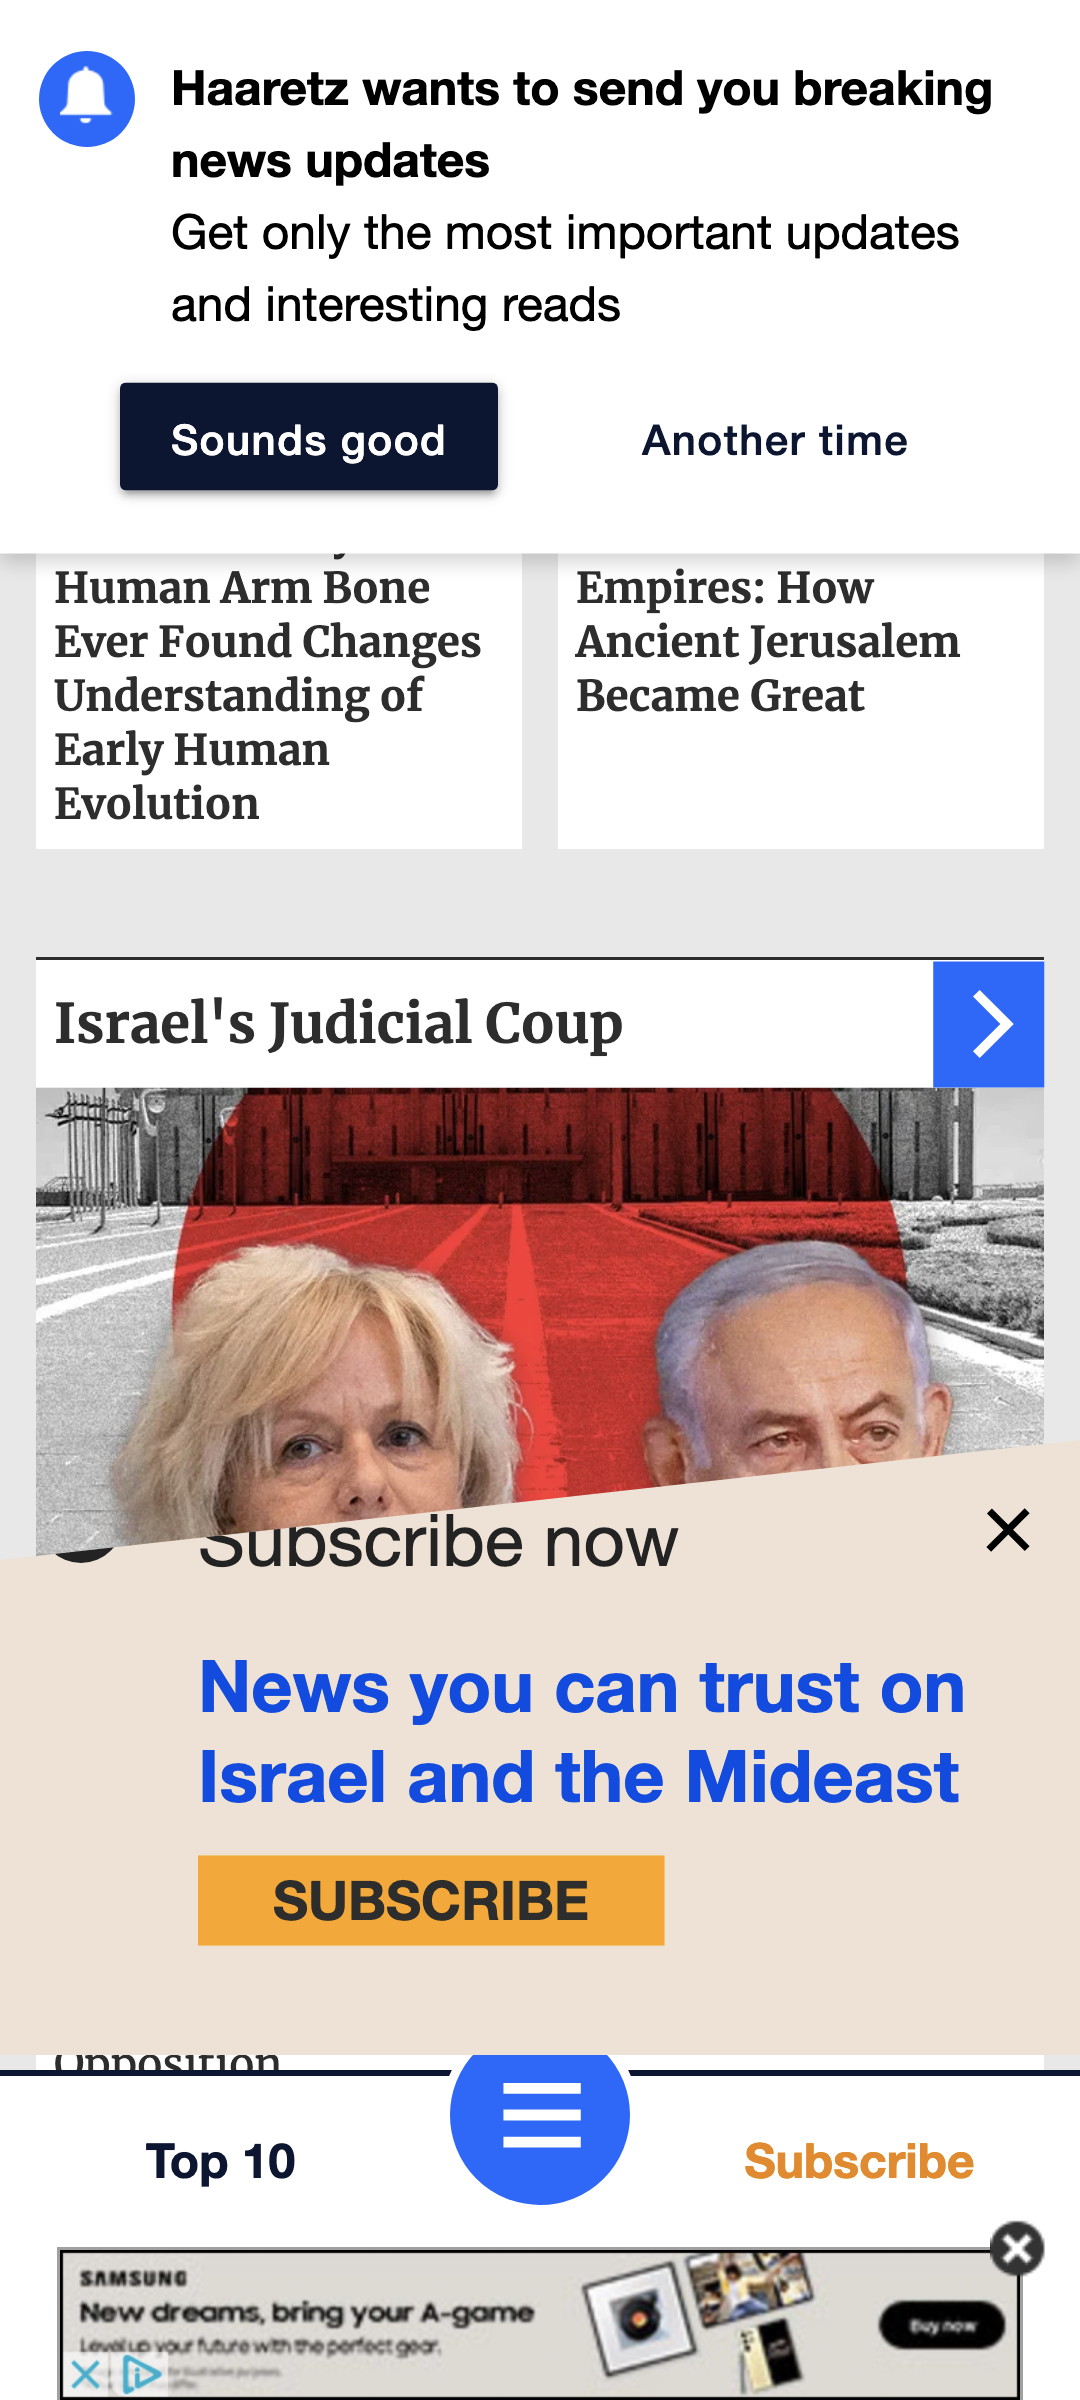 Haaretz wants to send you breaking
news updates
Get only the most important updates
and interesting reads
Sounds good
Another time
Human Arm Bone
Ever Found Changes
Understanding of
Early Human
Evolution
Empires: How
Ancient Jerusalem
Became Great
Israel's Judicial Coup
Subscribe now
News you can trust on
Israel and the Mideast
SUBSCRIBE
Opposition
Top 10
Subscribe
SAMSUNG
New dreams, bring your A-game
Level up your future with the perfect gear.
Buy now
for illustrative purposes.